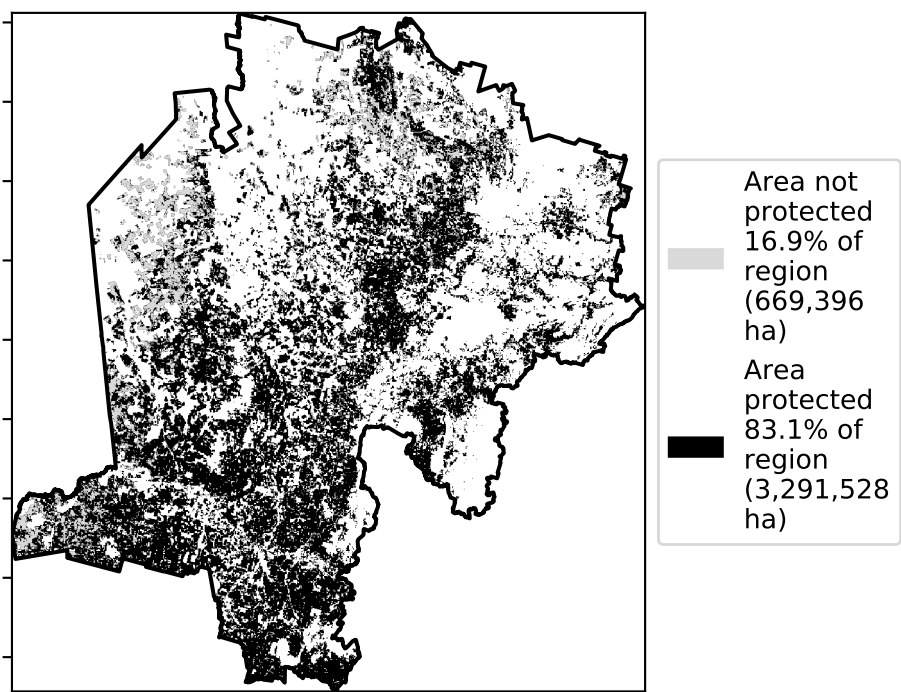 Area not
protected
16.9% of
region
(669,396
ha)
Area
protected
83.1% of
region
(3,291,528
ha)